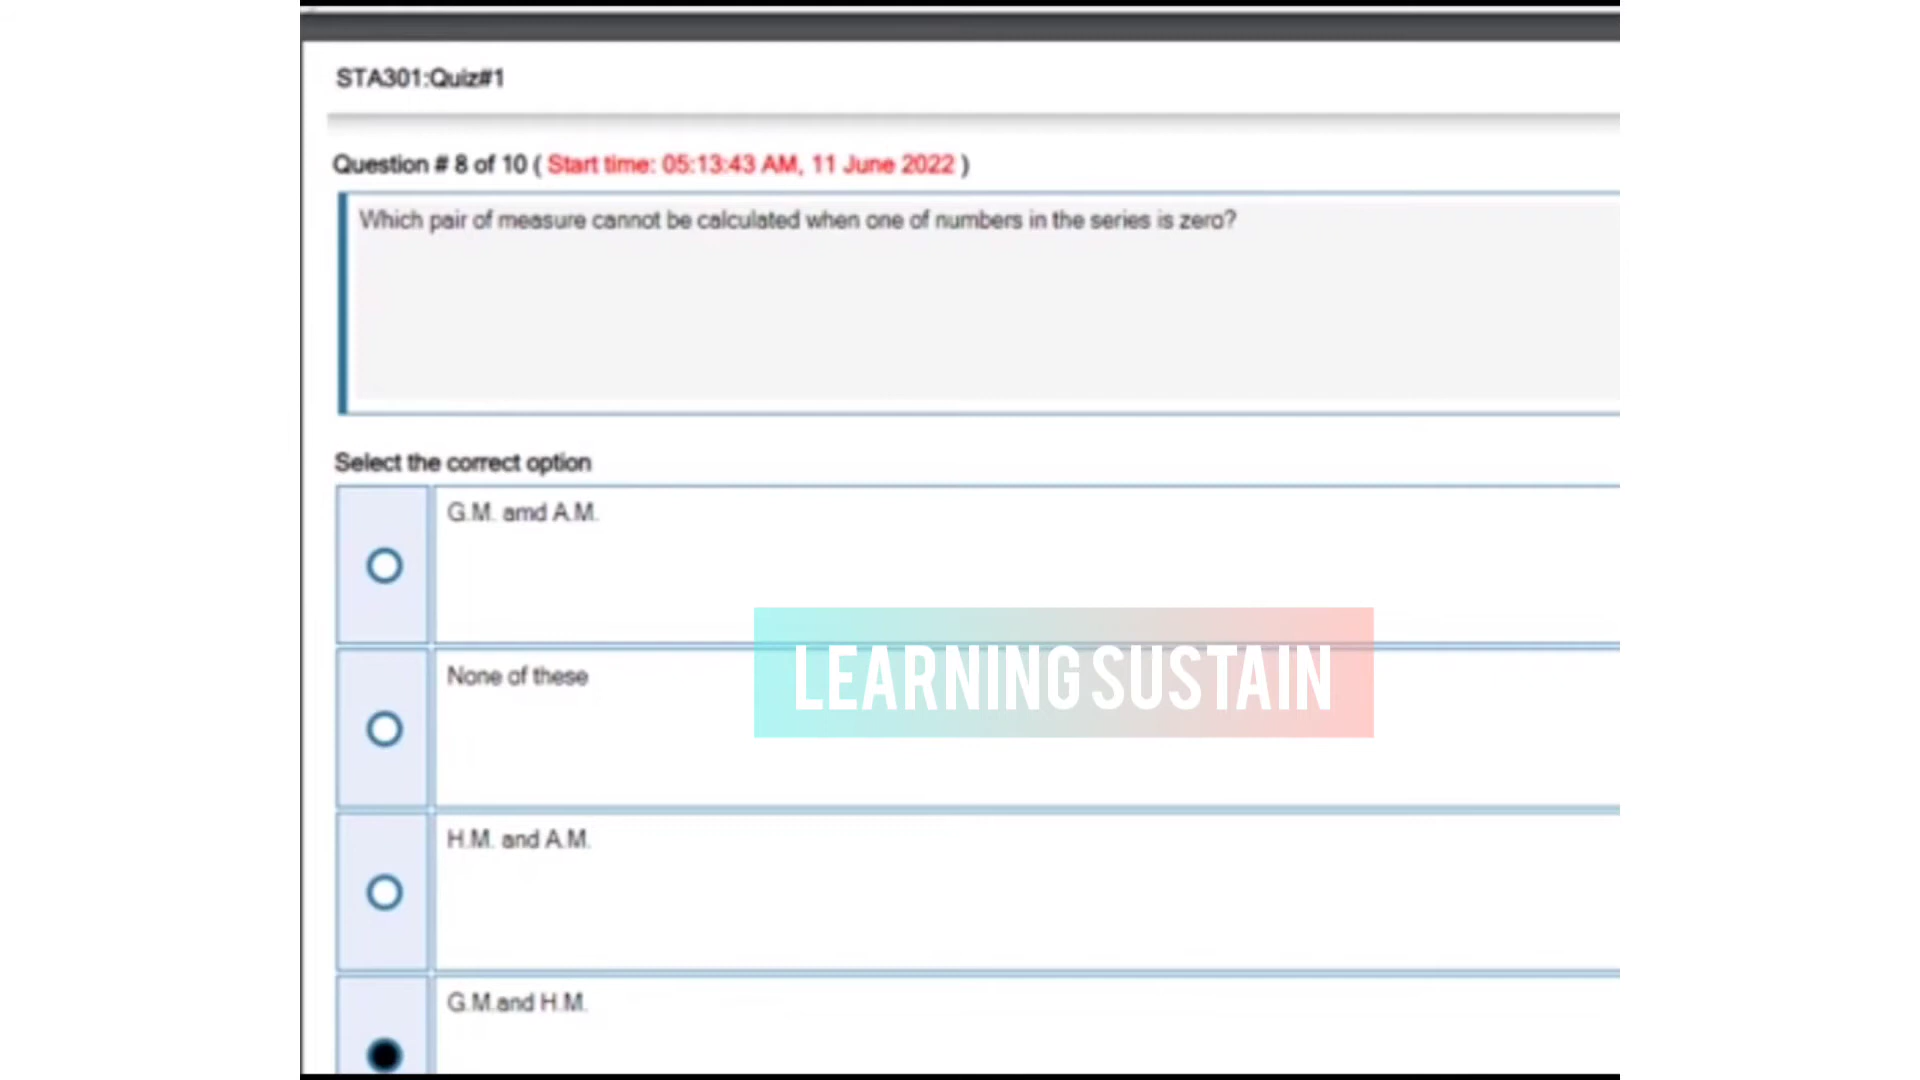 STA301:Quiz#1
Question # 8 of 10 ( Start time: 05:13:43 AM, 11 June 2022 )
Which pair of measure cannot be calculated when one of numbers in the series is zero?
Select the correct option
G.M. amd A.M.
None of these
LEARNING SUSTAIN
H.M. and A.M.
G.M.and H.M.